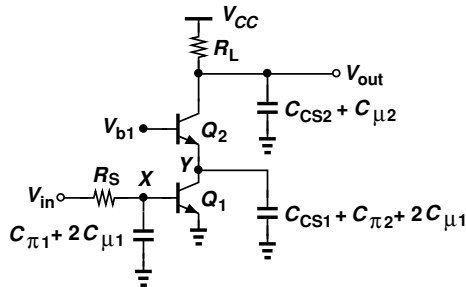 V_CC
R_L
V_out
C_CS2 + C_μ2
V_b1
Q_2
Y
R_S
X
V_in
Q_1
C_CS1 + C_π2 + 2C_μ1
C_π1 + 2C_μ1